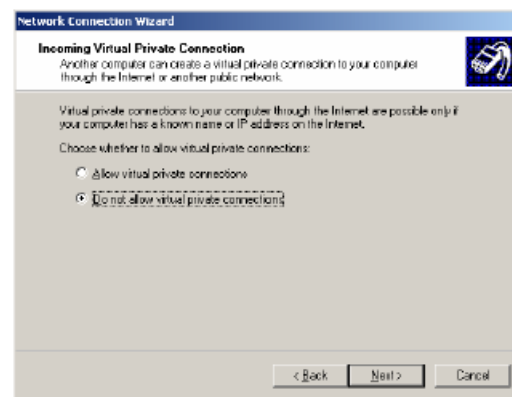 Network Connection Wizard
Incoming Virtual Private Connection
Another computer can create a virtual private connection to your computer
through the Internet or another public network.
Virtual private connections to your computer through the Internet are possible only if
your computer has a known name or IP address on the Internet.
Choose whether to allow virtual private connections:
Allow virtual private connections
Do not allow virtual private connections
< Back
Next >
Cancel